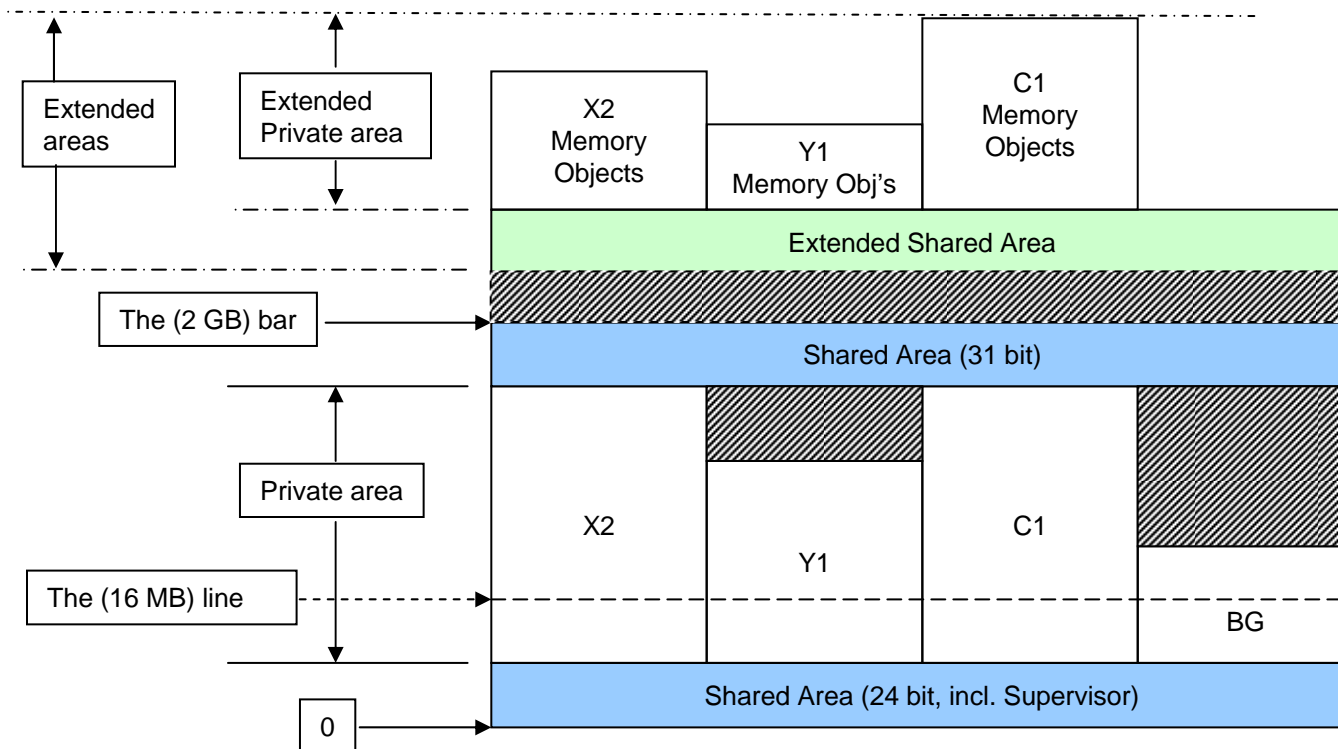 Extended
areas
Extended
Private area
X2
Memory
Objects
Y1
Memory Obj’s
C1
Memory
Objects
Extended Shared Area
The (2 GB) bar
Shared Area (31 bit)
Private area
X2
Y1
C1
The (16 MB) line
BG
Shared Area (24 bit, incl. Supervisor)
0